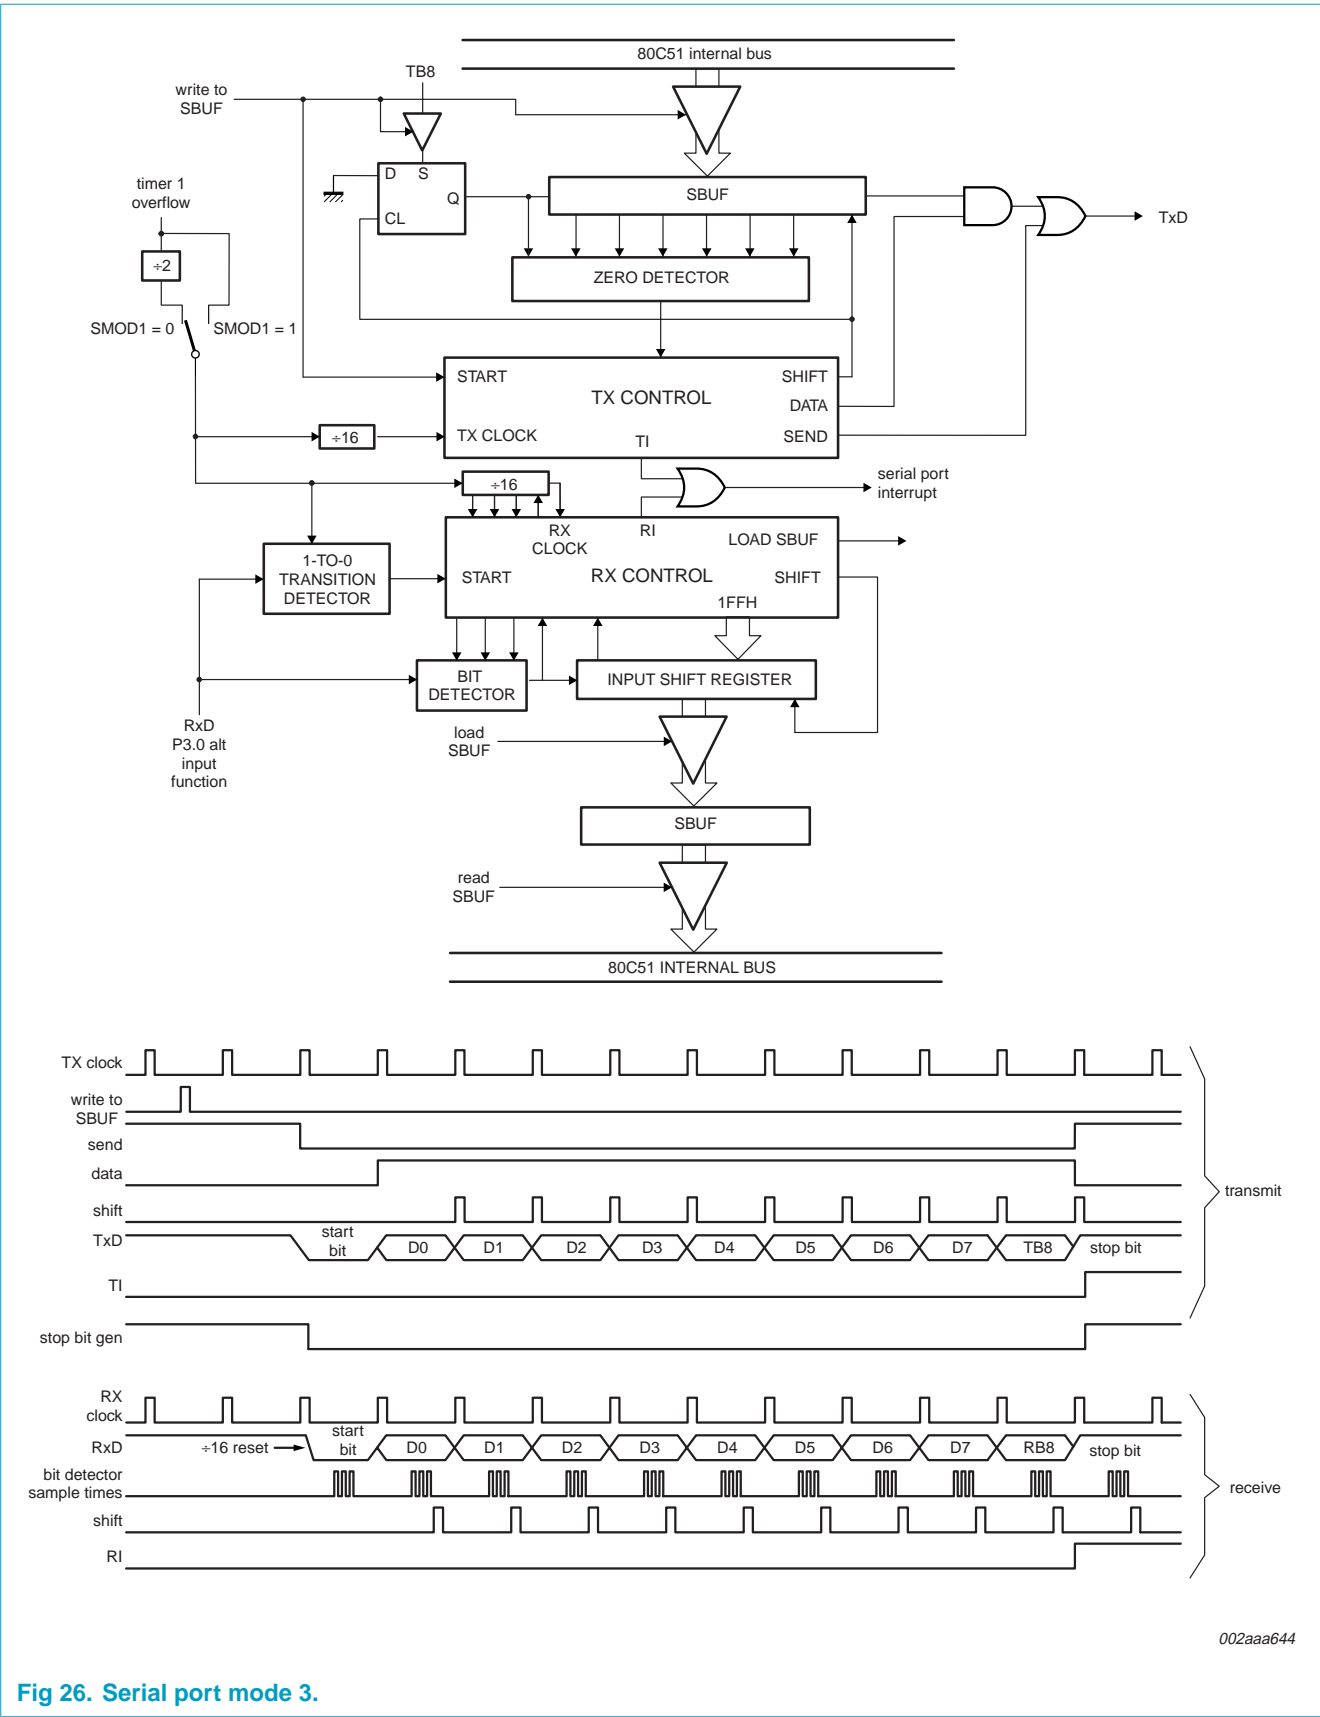 80C51 internal bus
TB8
write to
SBUF
D
S
Q
CL
SBUF
TxD
timer 1
overflow
÷2
ZERO DETECTOR
SMOD1 = 0
SMOD1 = 1
START
SHIFT
TX CONTROL
DATA
÷16
TX CLOCK
TI
SEND
÷16
serial port
interrupt
RX
CLOCK
RI
LOAD SBUF
1-TO-0
TRANSITION
DETECTOR
START
RX CONTROL
SHIFT
1FFH
BIT
DETECTOR
INPUT SHIFT REGISTER
RxD
P3.0 alt
input
function
load
SBUF
SBUF
read
SBUF
80C51 INTERNAL BUS
TX clock
write to
SBUF
send
data
shift
TxD
start
bit
D0
D1
D2
D3
D4
D5
D6
D7
TB8
stop bit
TI
stop bit gen
transmit
RX
clock
RxD
÷16 reset
start
bit
D0
D1
D2
D3
D4
D5
D6
D7
RB8
stop bit
bit detector
sample times
shift
RI
receive
002aaa644
Fig 26. Serial port mode 3.